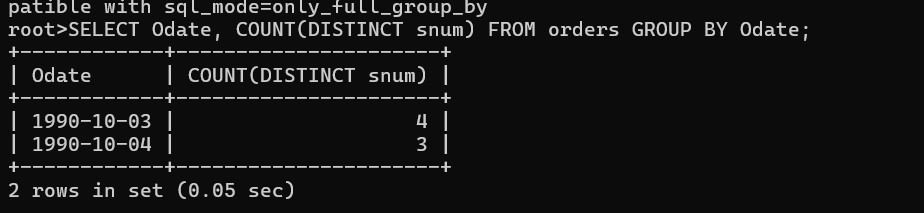 patible with sql_mode=only_full_group_by
root>SELECT Odate, COUNT(DISTINCT snum) FROM orders GROUP BY Odate;
+------------+----------------------+
| Odate      | COUNT(DISTINCT snum) |
+------------+----------------------+
| 1990-10-03 |                    4 |
| 1990-10-04 |                    3 |
+------------+----------------------+
2 rows in set (0.05 sec)